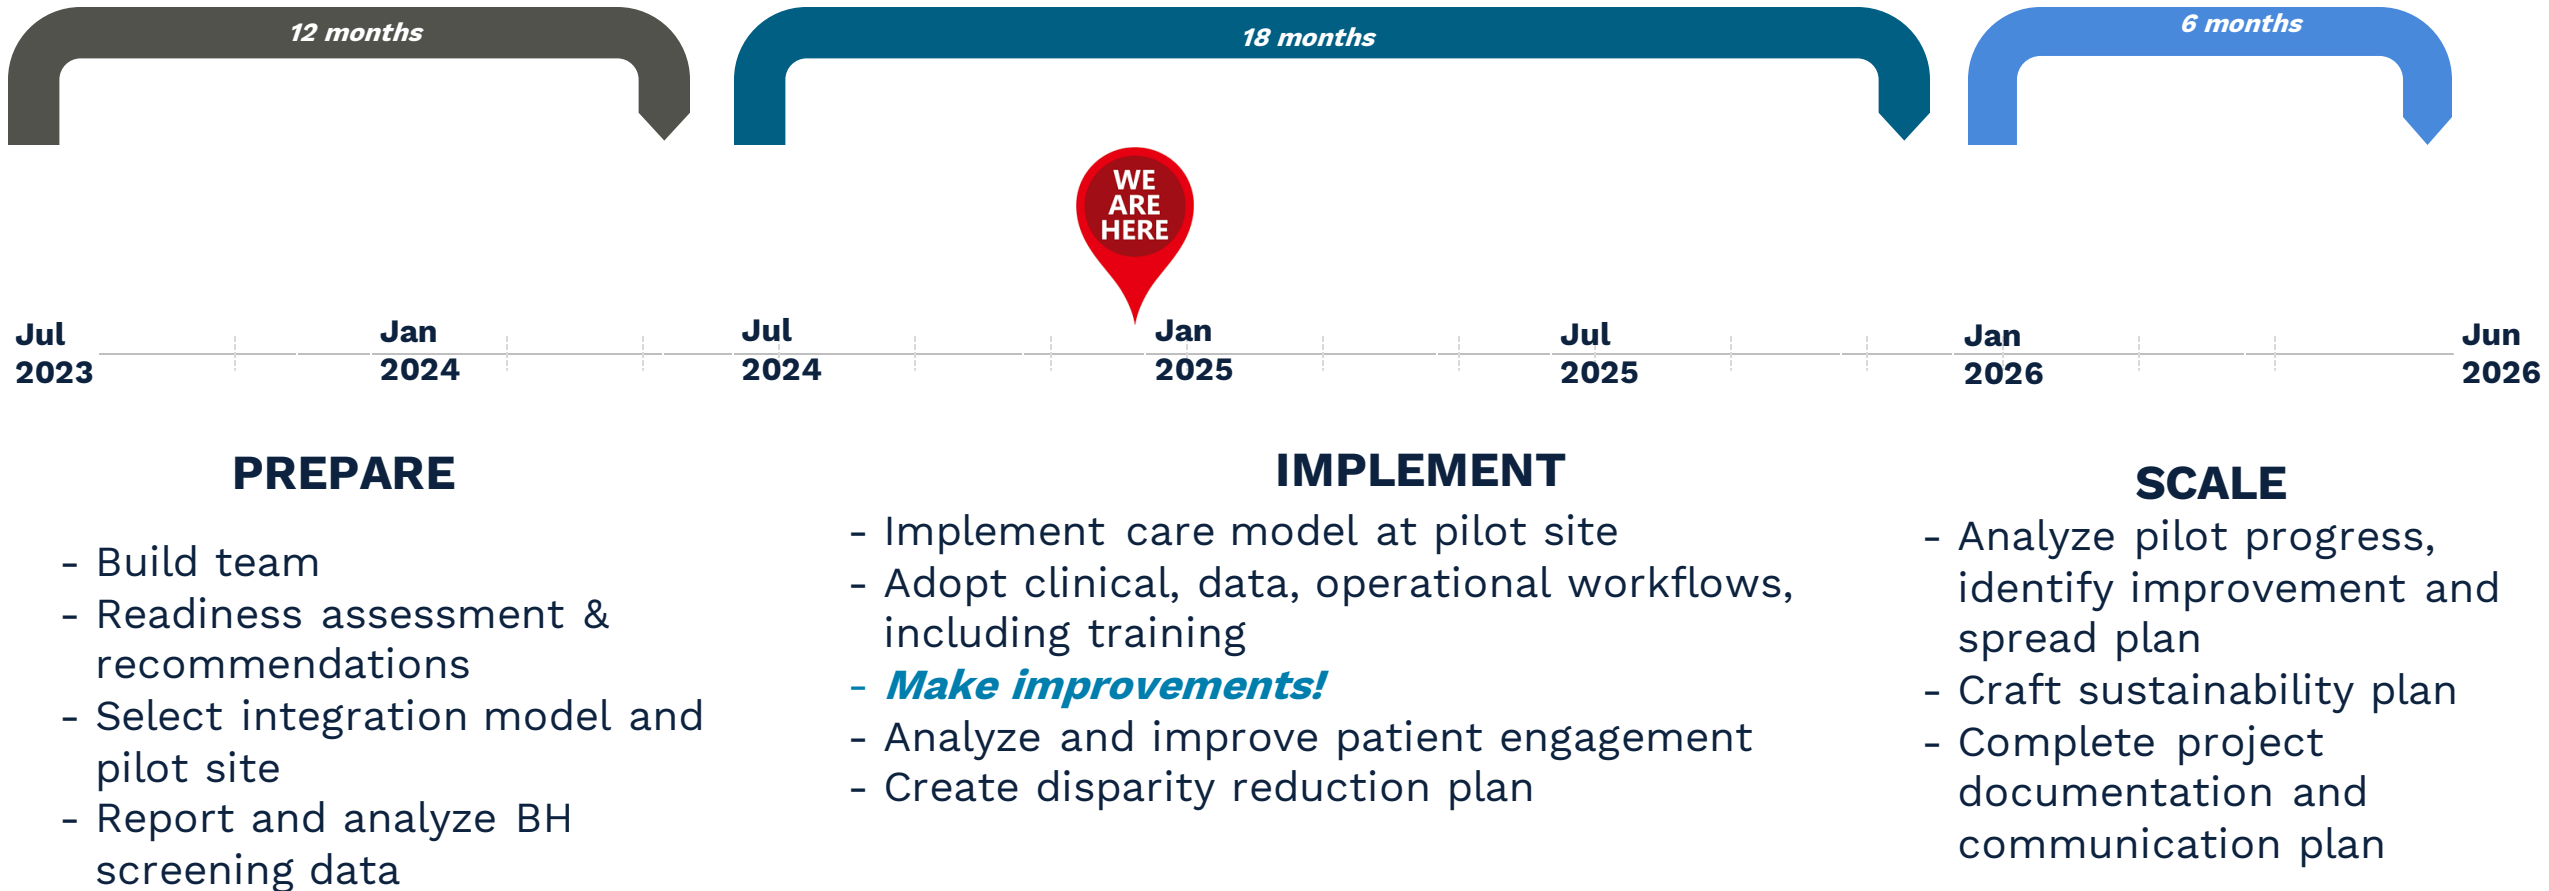 12 months
18 months
6 months
WE
ARE
HERE
Jul
2023
Jan
2024
Jul
2024
Jan
2025
Jul
2025
Jan
2026
Jun
2026
PREPARE
- Build team
- Readiness assessment &
recommendations
- Select integration model and
pilot site
- Report and analyze BH
screening data
IMPLEMENT
- Implement care model at pilot site
- Adopt clinical, data, operational workflows,
including training
- Make improvements!
- Analyze and improve patient engagement
- Create disparity reduction plan
SCALE
- Analyze pilot progress,
identify improvement and
spread plan
- Craft sustainability plan
- Complete project
documentation and
communication plan